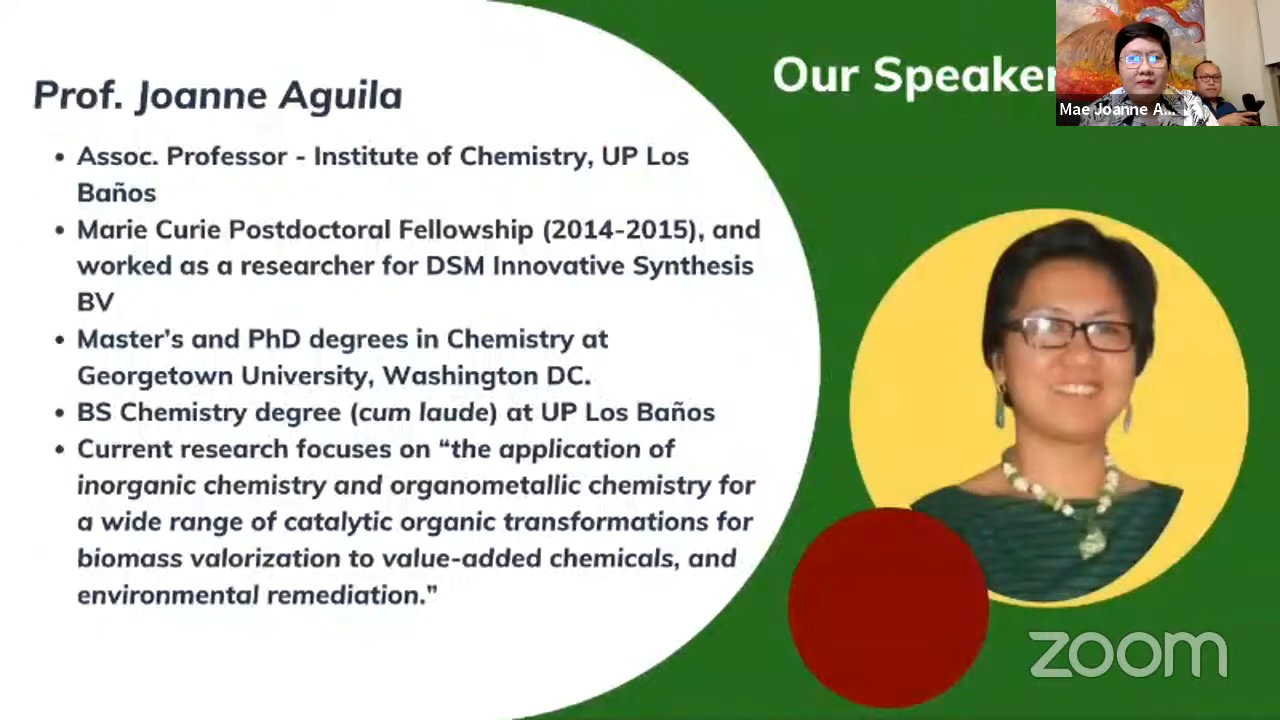 Prof. Joanne Aguila
• Assoc. Professor - Institute of Chemistry, UP Los
Baños
• Marie Curie Postdoctoral Fellowship (2014-2015), and
worked as a researcher for DSM Innovative Synthesis
BV
• Master's and PhD degrees in Chemistry at
Georgetown University, Washington DC.
• BS Chemistry degree (cum laude) at UP Los Baños
• Current research focuses on “the application of
inorganic chemistry and organometallic chemistry for
a wide range of catalytic organic transformations for
biomass valorization to value-added chemicals, and
environmental remediation.”
Our Speaker
Mae Joanne A...
zoom